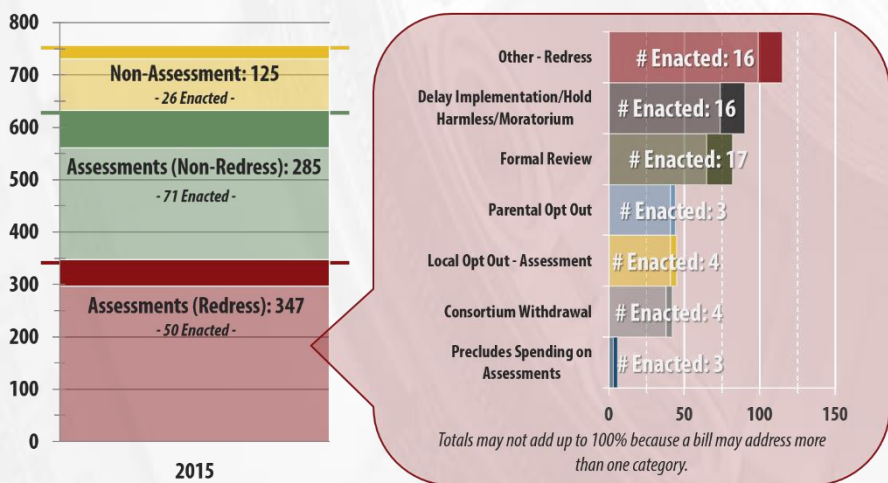 800
700
600
500
400
300
200
100
0
Non-Assessment: 125
- 26 Enacted -
Assessments (Non-Redress): 285
- 71 Enacted -
Assessments (Redress): 347
- 50 Enacted -
2015
Other - Redress
# Enacted: 16
Delay Implementation/Hold
Harmless/Moratorium
# Enacted: 16
Formal Review
# Enacted: 17
Parental Opt Out
# Enacted: 3
Local Opt Out - Assessment
# Enacted: 4
Consortium Withdrawal
# Enacted: 4
Precludes Spending on
Assessments
# Enacted: 3
0 50 100 150
Totals may not add up to 100% because a bill may address more
than one category.